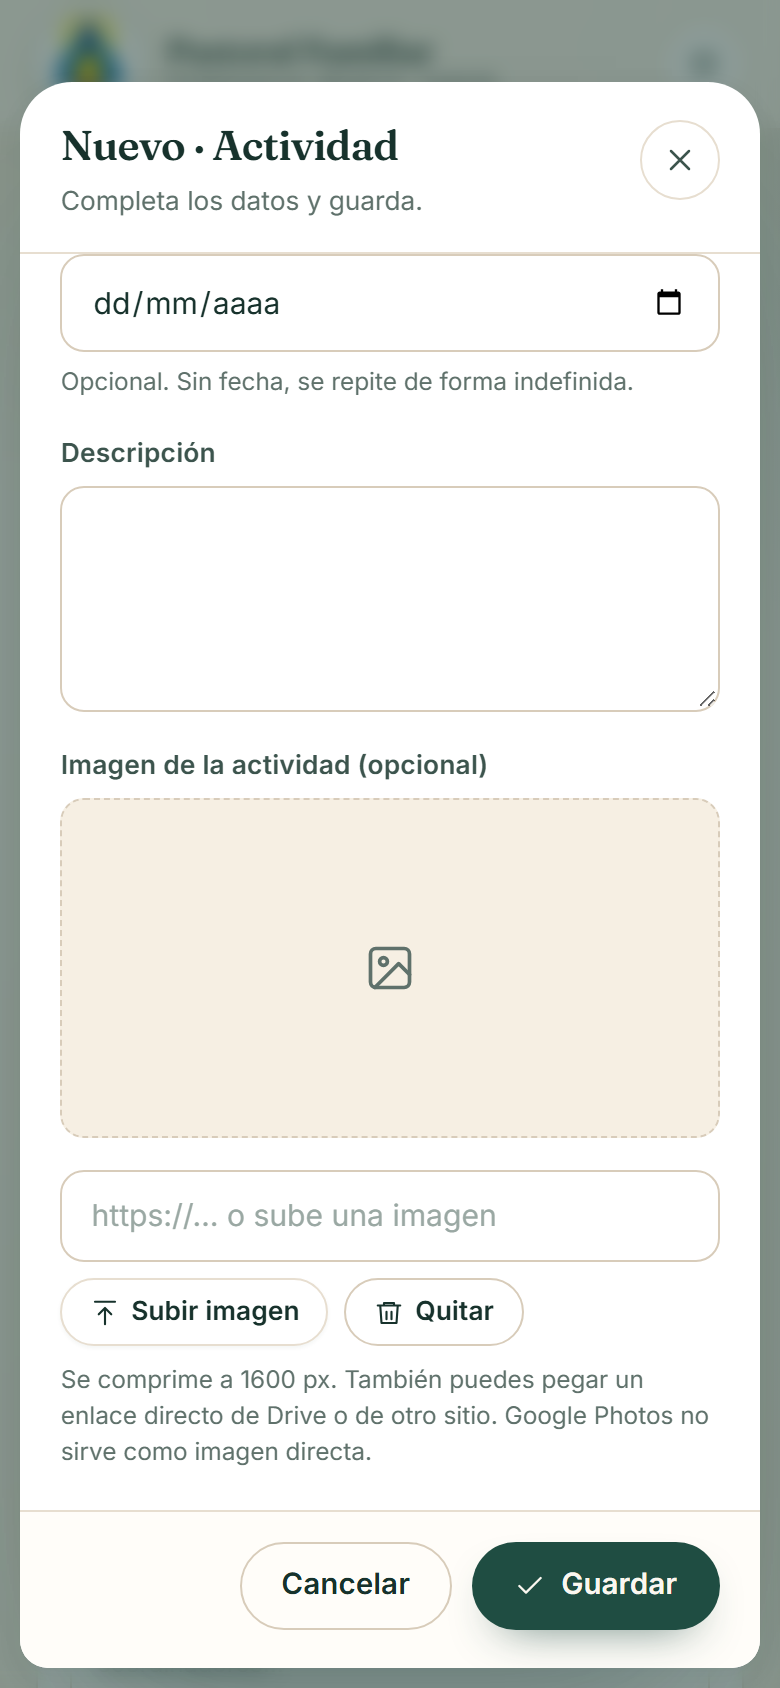 Nuevo · Actividad
Completa los datos y guarda.
dd/mm/aaaa
Opcional. Sin fecha, se repite de forma indefinida.
Descripción
Imagen de la actividad (opcional)
https://... o sube una imagen
Subir imagen
Quitar
Se comprime a 1600 px. También puedes pegar un
enlace directo de Drive o de otro sitio. Google Photos no
sirve como imagen directa.
Cancelar
Guardar